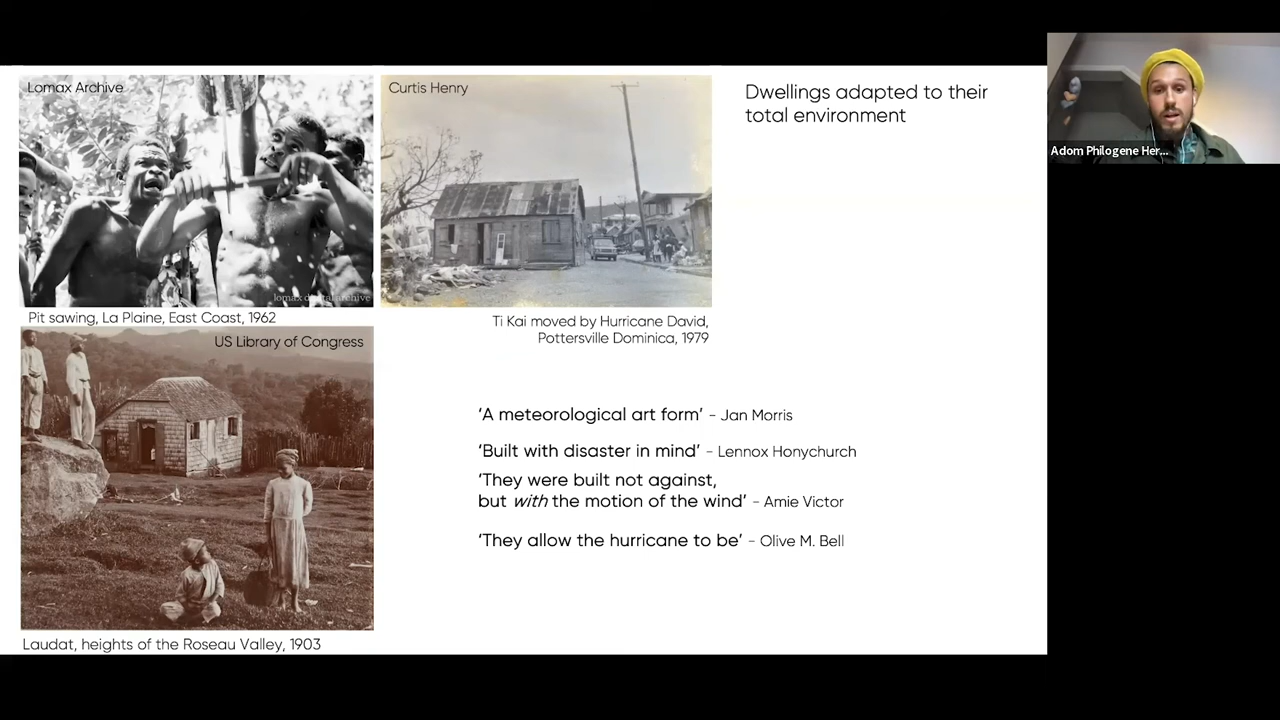 Lomax Archive
lomax digital archive
Pit sawing, La Plaine, East Coast, 1962
Curtis Henry
Ti Kai moved by Hurricane David,
Pottersville Dominica, 1979
Dwellings adapted to their
total environment
US Library of Congress
Laudat, heights of the Roseau Valley, 1903
‘A meteorological art form’ - Jan Morris
‘Built with disaster in mind’ - Lennox Honychurch
‘They were built not against,
but with the motion of the wind’ - Amie Victor
‘They allow the hurricane to be’ - Olive M. Bell
Adom Philogene Her...